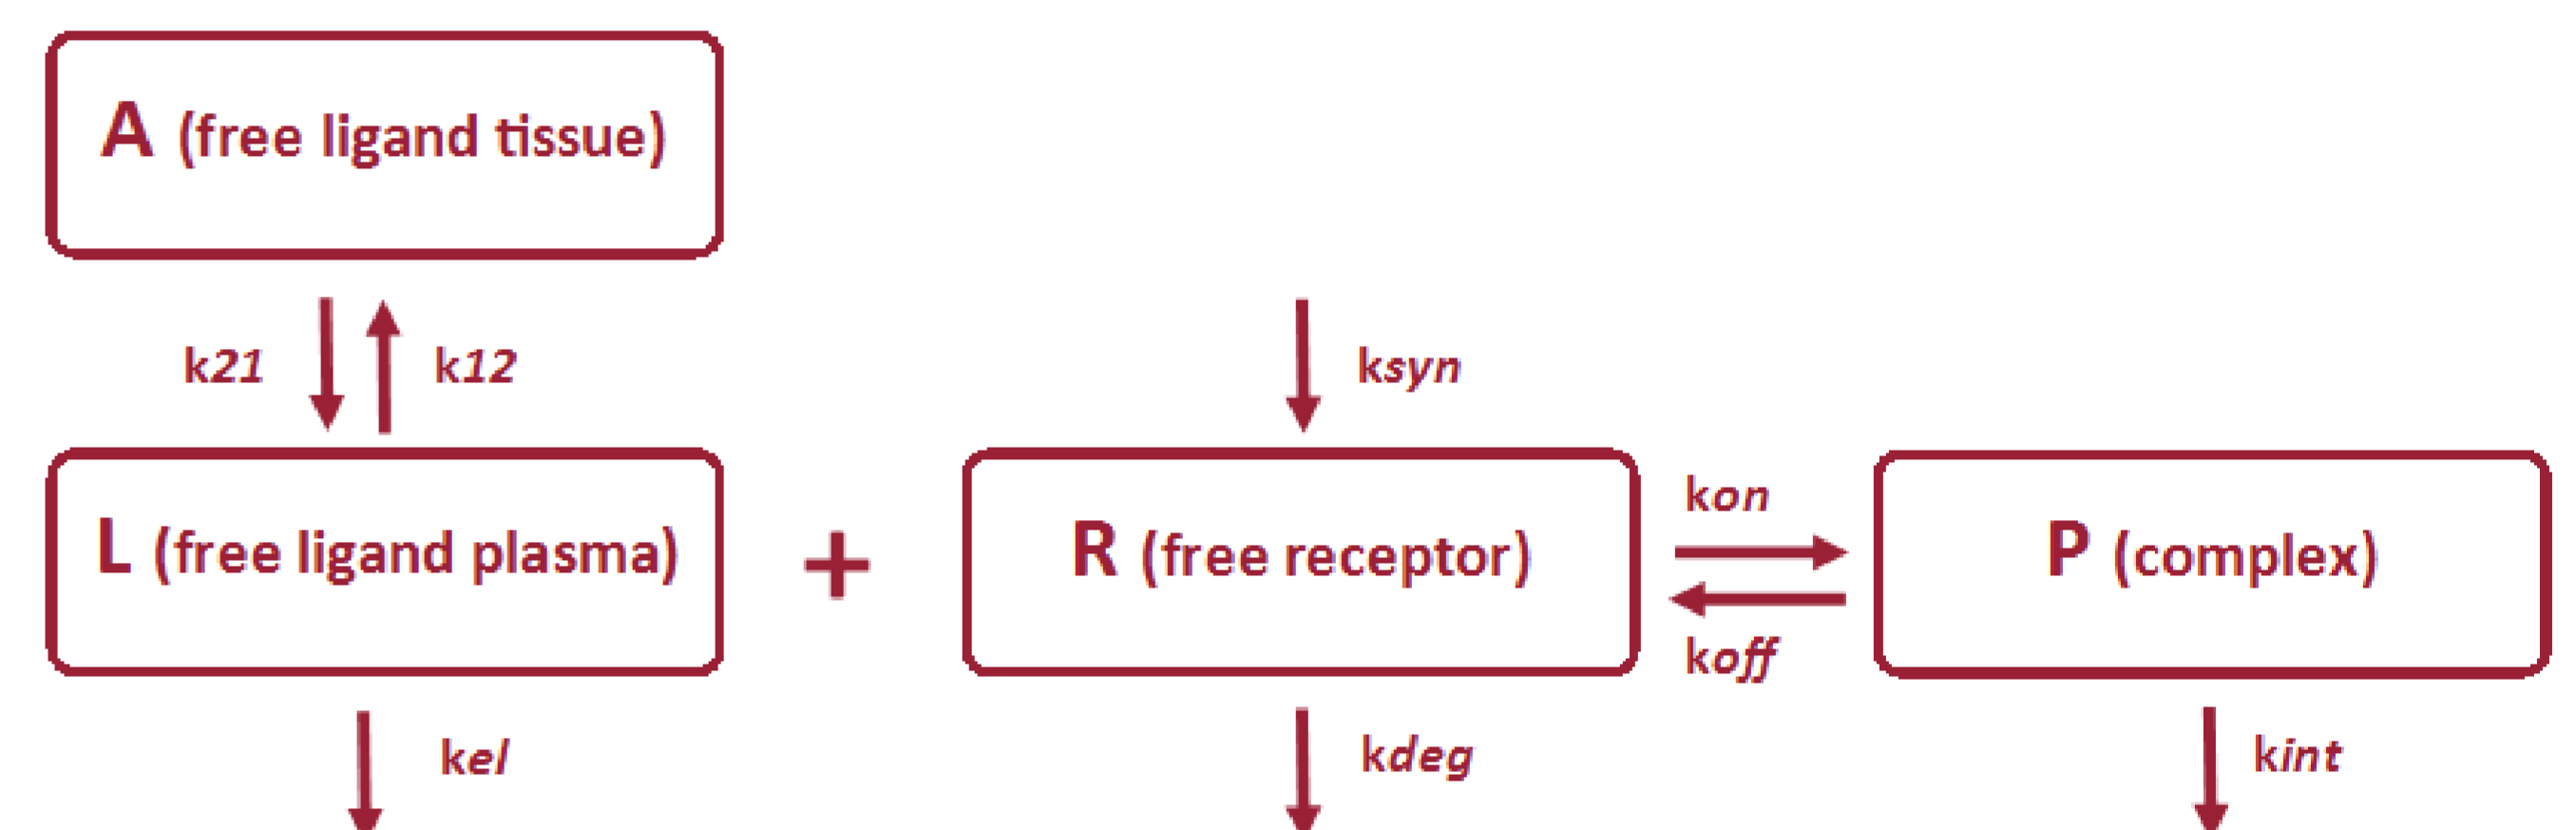 A (free ligand tissue)
k21
k12
ksyn
L (free ligand plasma)
+
R (free receptor)
kon
koff
P (complex)
kel
kdeg
kint